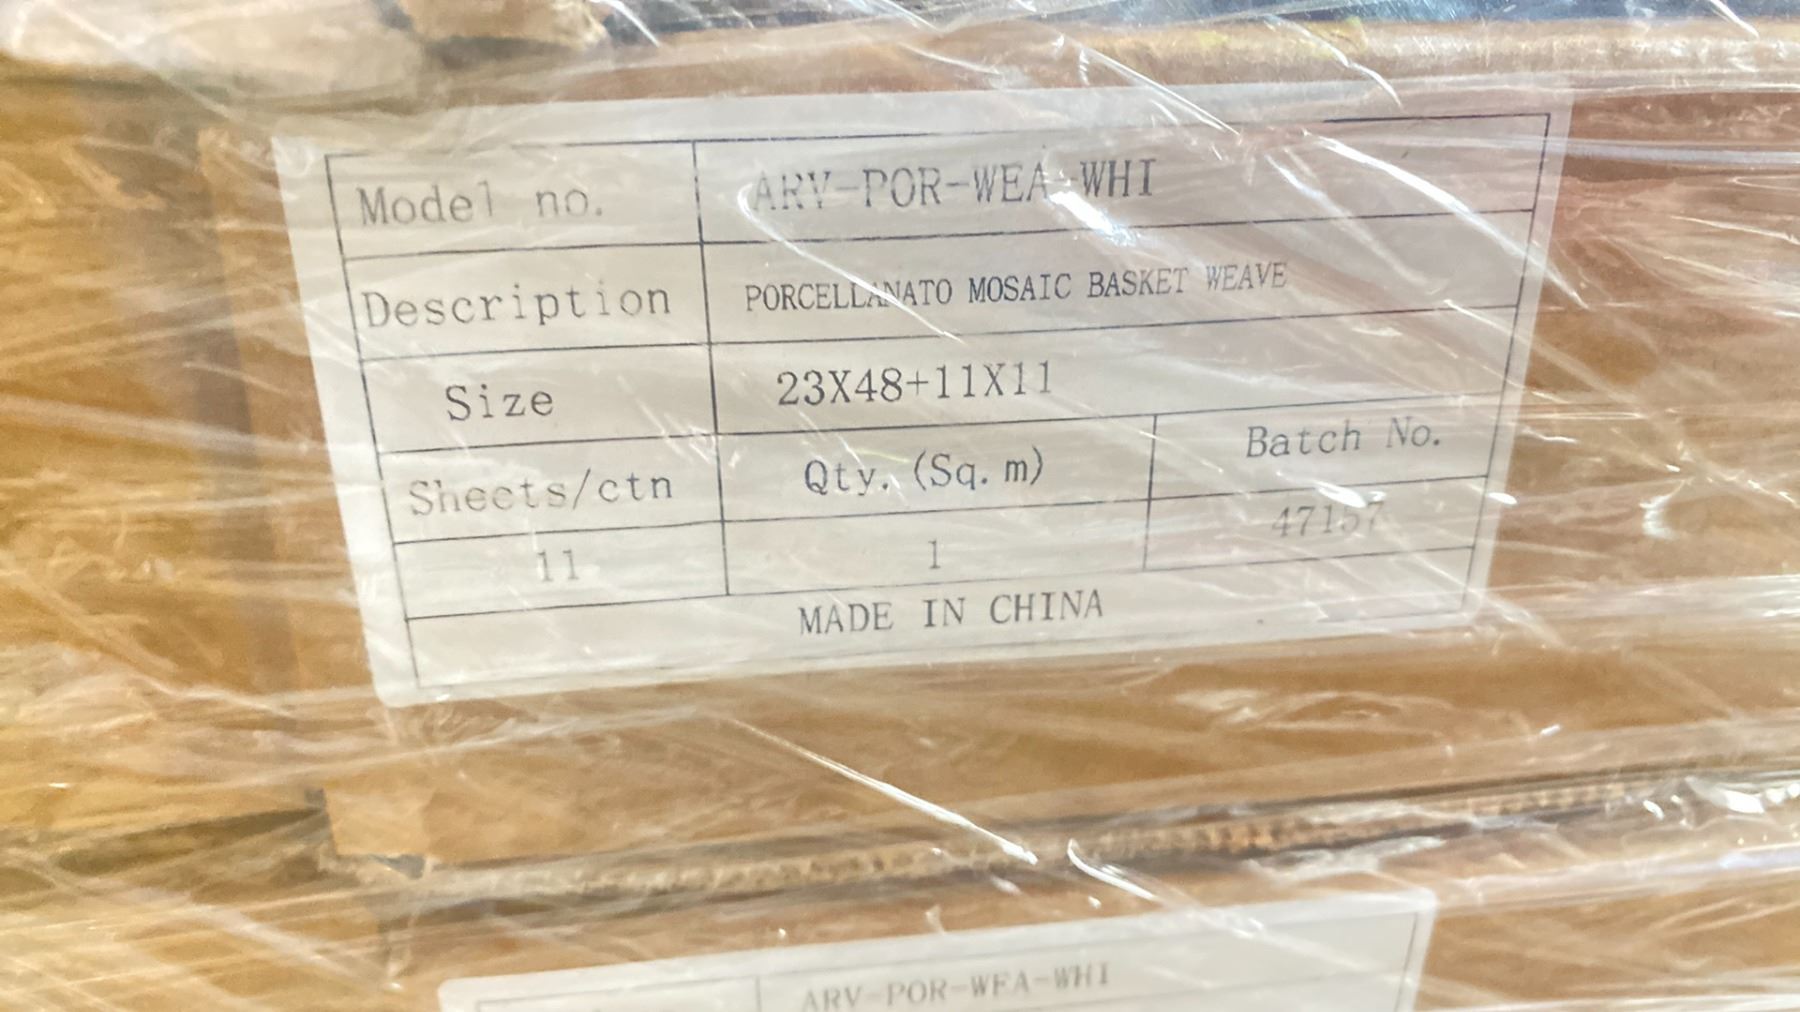 Model no. ARV-POR-WEA-WHI
Description PORCELLANATO MOSAIC BASKET WEAVE
Size 23X48+11X11
Sheets/ctn Qty. (Sq. m) Batch No.
11 1 47157
MADE IN CHINA
ARV-POR-WEA-WHI